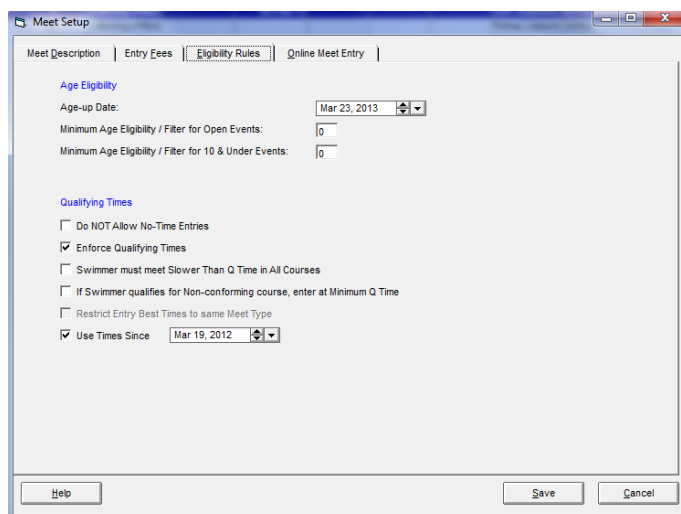 Meet Setup
Meet Description Entry Fees Eligibility Rules Online Meet Entry
Age Eligibility
Age-up Date: Mar 23, 2013
Minimum Age Eligibility / Filter for Open Events: 0
Minimum Age Eligibility / Filter for 10 & Under Events: 0
Qualifying Times
Do NOT Allow No-Time Entries
Enforce Qualifying Times
Swimmer must meet Slower Than Q Time in All Courses
If Swimmer qualifies for Non-conforming course, enter at Minimum Q Time
Restrict Entry Best Times to same Meet Type
Use Times Since Mar 19, 2012
Help Save Cancel